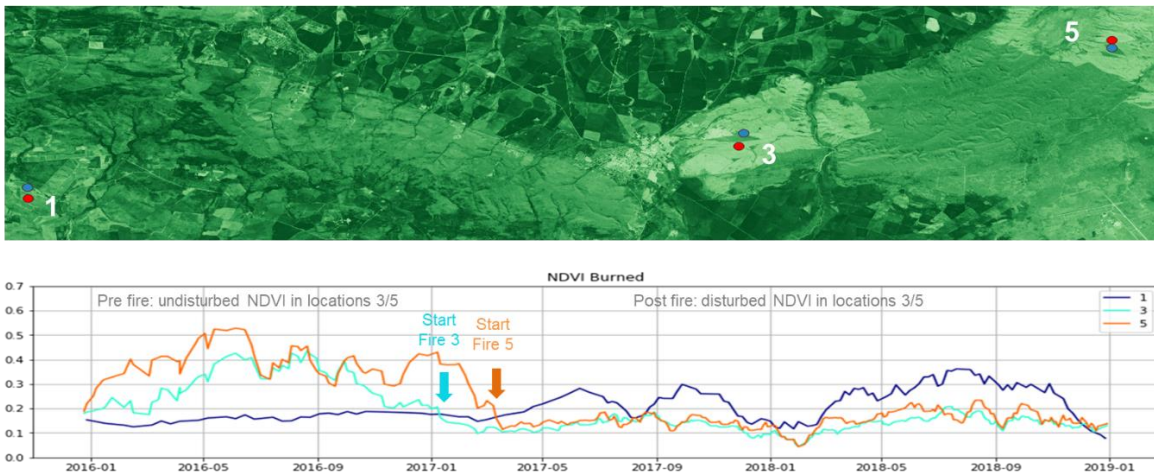 5
3
1
NDVI Burned
0.7
Pre fire: undisturbed NDVI in locations 3/5
Post fire: disturbed NDVI in locations 3/5
1
3
5
0.6
Start
Fire 3
Start
Fire 5
0.5
0.4
0.3
0.2
0.1
0.0
2016-01 2016-05 2016-09 2017-01 2017-05 2017-09 2018-01 2018-05 2018-09 2019-01